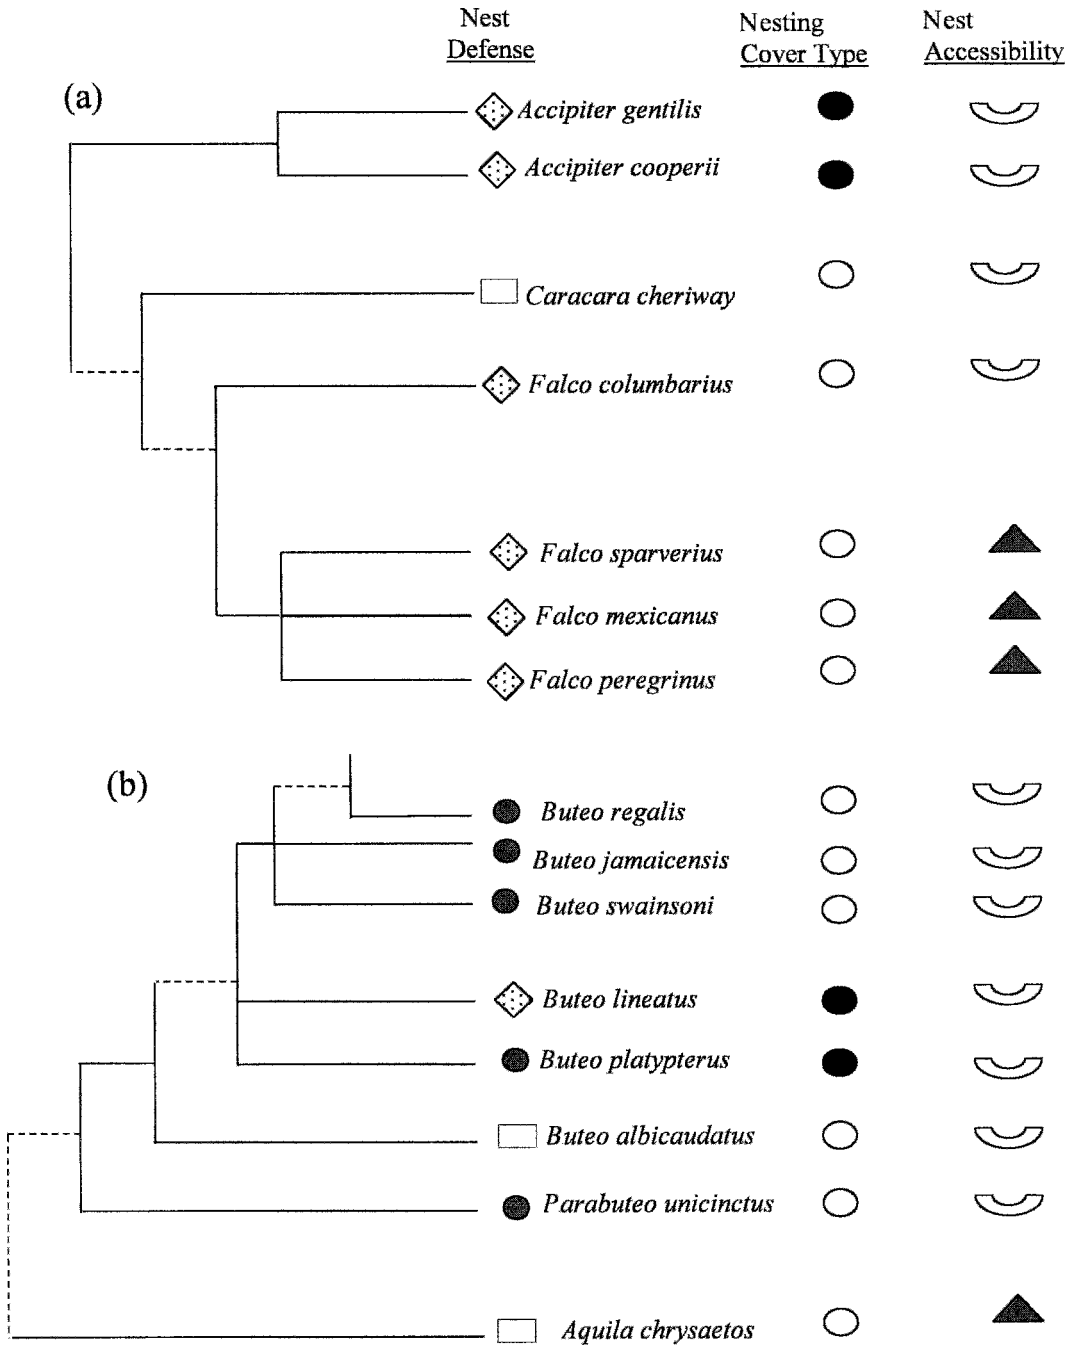 Nest
Defense
Nesting
Cover Type
Nest
Accessibility
(a)
Accipiter gentilis
Accipiter cooperii
Caracara cheriway
Falco columbarius
Falco sparverius
Falco mexicanus
Falco peregrinus
(b)
Buteo regalis
Buteo jamaicensis
Buteo swainsoni
Buteo lineatus
Buteo platypterus
Buteo albicaudatus
Parabuteo unicinctus
Aquila chrysaetos